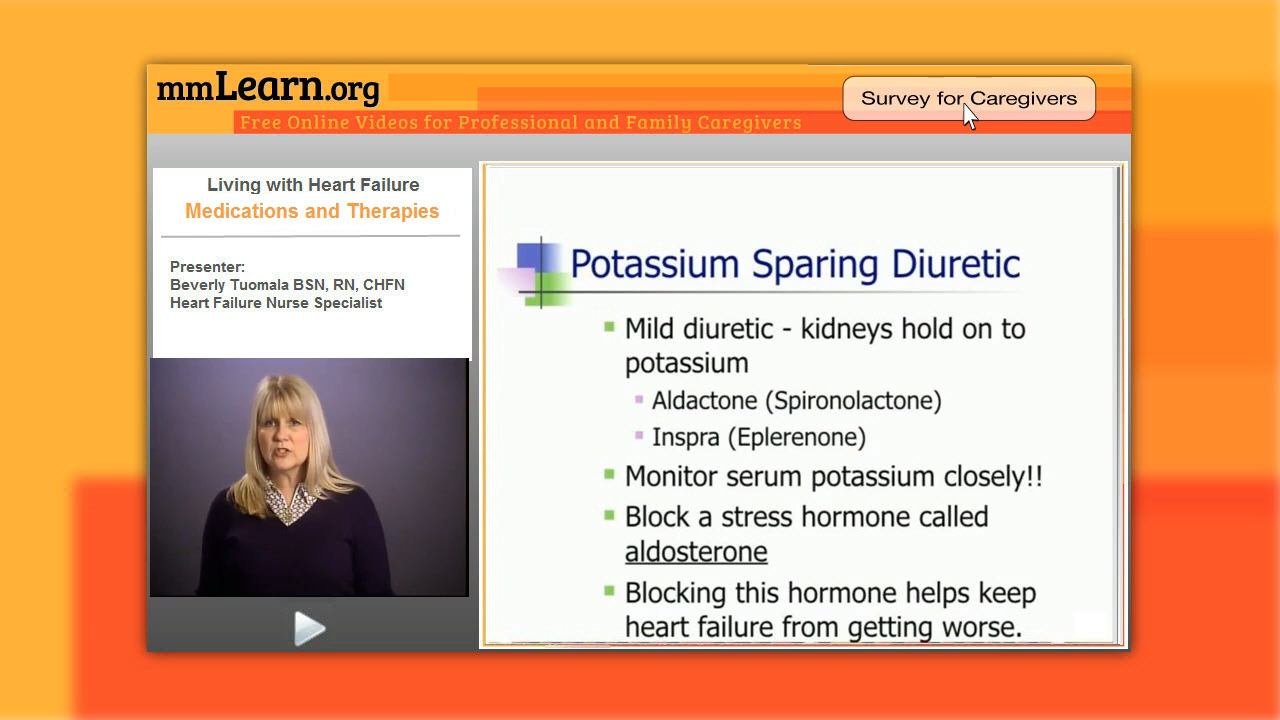 mmLearn.org
Free Online Videos for Professional and Family Caregivers
Survey for Caregivers
Living with Heart Failure
Medications and Therapies
Presenter:
Beverly Tuomala BSN, RN, CHFN
Heart Failure Nurse Specialist
Potassium Sparing Diuretic
Mild diuretic - kidneys hold on to
potassium
Aldactone (Spironolactone)
Inspra (Eplerenone)
Monitor serum potassium closely!!
Block a stress hormone called
aldosterone
Blocking this hormone helps keep
heart failure from getting worse.